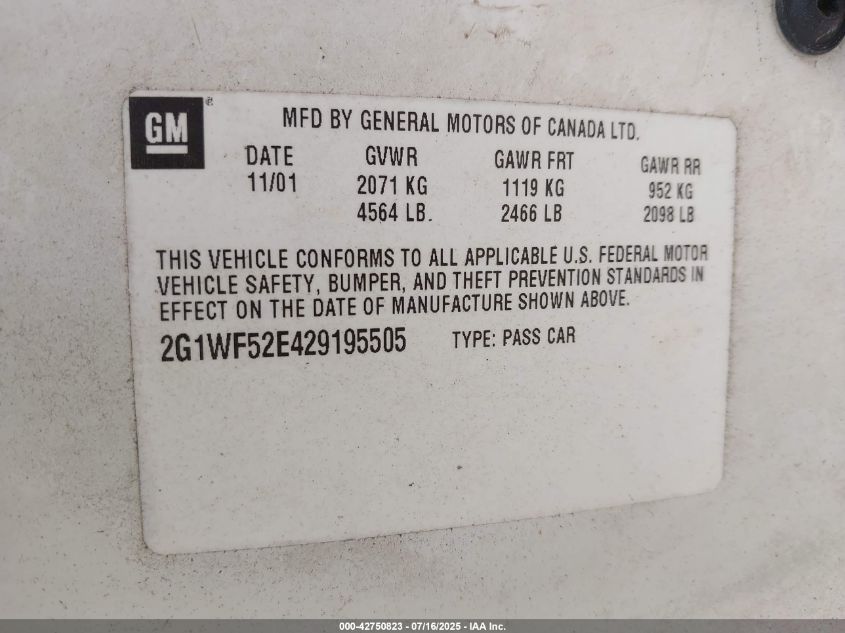 GM ® MFD BY GENERAL MOTORS OF CANADA LTD.
DATE GVWR GAWR FRT GAWR RR
11/01 2071 KG 1119 KG 952 KG
4564 LB. 2466 LB 2098 LB
THIS VEHICLE CONFORMS TO ALL APPLICABLE U.S. FEDERAL MOTOR
VEHICLE SAFETY, BUMPER, AND THEFT PREVENTION STANDARDS IN
EFFECT ON THE DATE OF MANUFACTURE SHOWN ABOVE.
2G1WF52E429195505 TYPE: PASS CAR
000-42750823 - 07/16/2025 - IAA Inc.